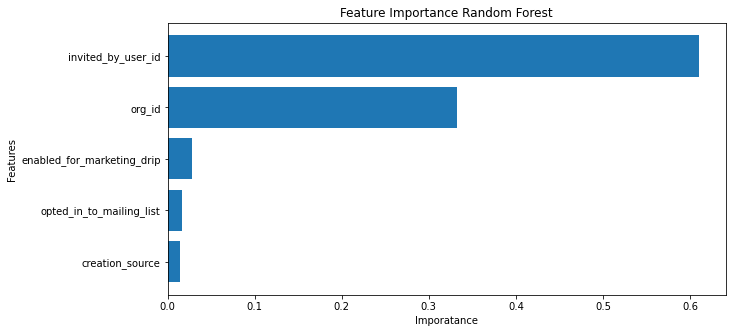 Feature Importance Random Forest
Features
invited_by_user_id
org_id
enabled_for_marketing_drip
opted_in_to_mailing_list
creation_source
0.0 0.1 0.2 0.3 0.4 0.5 0.6
Imporatance